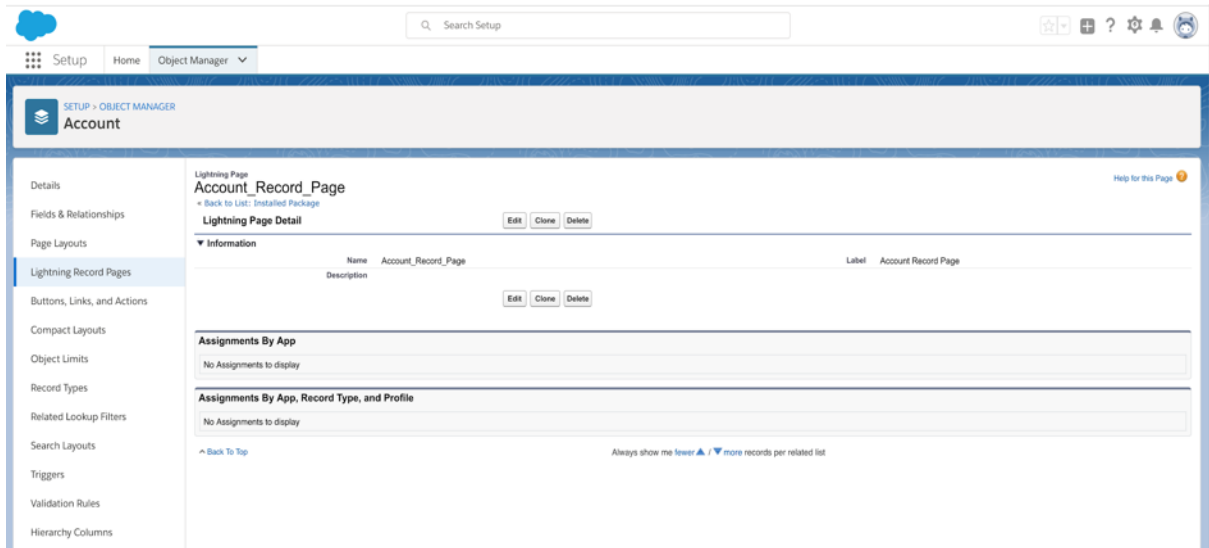 Search Setup
Setup Home Object Manager
SETUP > OBJECT MANAGER
Account
Details
Fields & Relationships
Page Layouts
Lightning Record Pages
Buttons, Links, and Actions
Compact Layouts
Object Limits
Record Types
Related Lookup Filters
Search Layouts
Triggers
Validation Rules
Hierarchy Columns
Lightning Page
Account_Record_Page
Help for this Page ?
« Back to List: Installed Package
Lightning Page Detail Edit Clone Delete
Information
Name Account_Record_Page Label Account Record Page
Description
Edit Clone Delete
Assignments By App
No Assignments to display
Assignments By App, Record Type, and Profile
No Assignments to display
Back To Top Always show me fewer / more records per related list